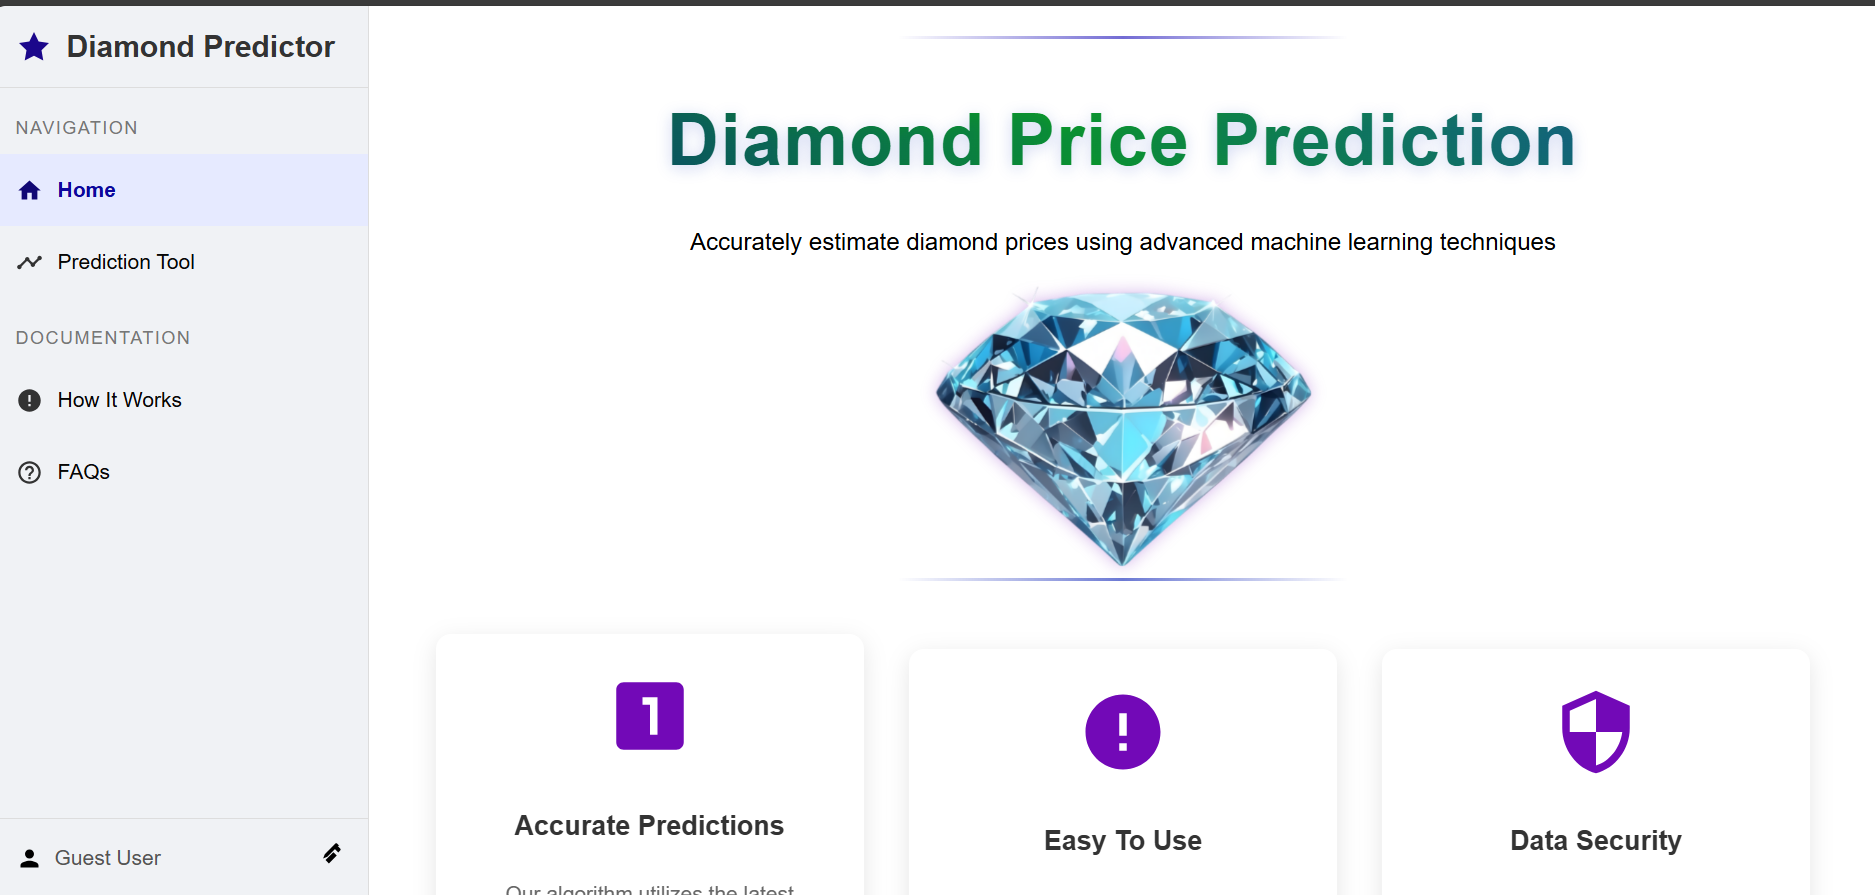 Diamond Predictor
NAVIGATION
Home
Prediction Tool
DOCUMENTATION
How It Works
FAQs
Guest User
Diamond Price Prediction
Accurately estimate diamond prices using advanced machine learning techniques
1
Accurate Predictions
Our algorithm utilizes the latest
Easy To Use
Data Security